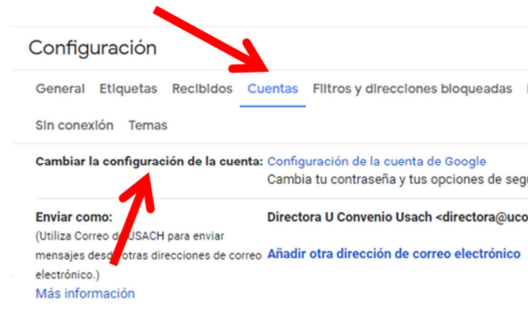 Configuración
General Etiquetas Recibidos Cuentas Filtros y direcciones bloqueadas
Sin conexión Temas
Cambiar la configuración de la cuenta: Configuración de la cuenta de Google
Cambia tu contraseña y tus opciones de segu
Enviar como: Directora U Convenio Usach <directora@uco
(Utiliza Correo de USACH para enviar
mensajes desde otras direcciones de correo Añadir otra dirección de correo electrónico
electrónico.)
Más información